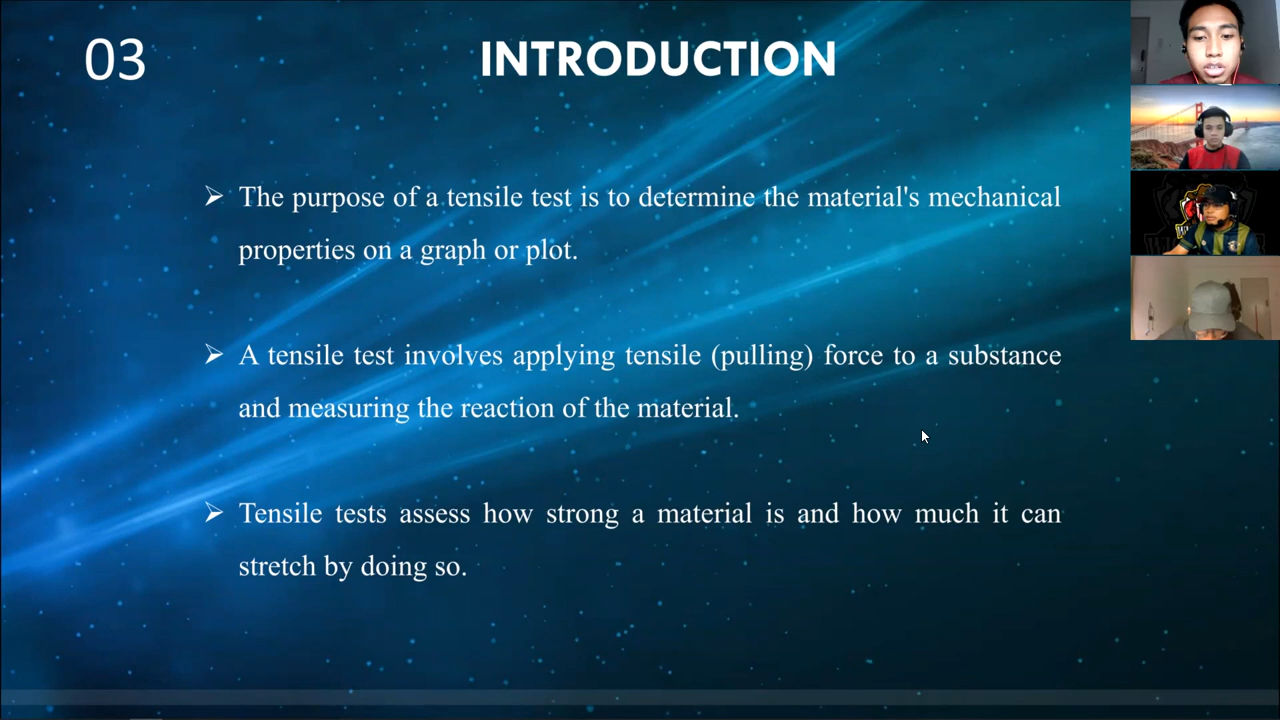 03
INTRODUCTION
➢ The purpose of a tensile test is to determine the material's mechanical
properties on a graph or plot.
➢ A tensile test involves applying tensile (pulling) force to a substance
and measuring the reaction of the material.
➢ Tensile tests assess how strong a material is and how much it can
stretch by doing so.